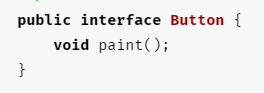 public interface Button {
    void paint();
}